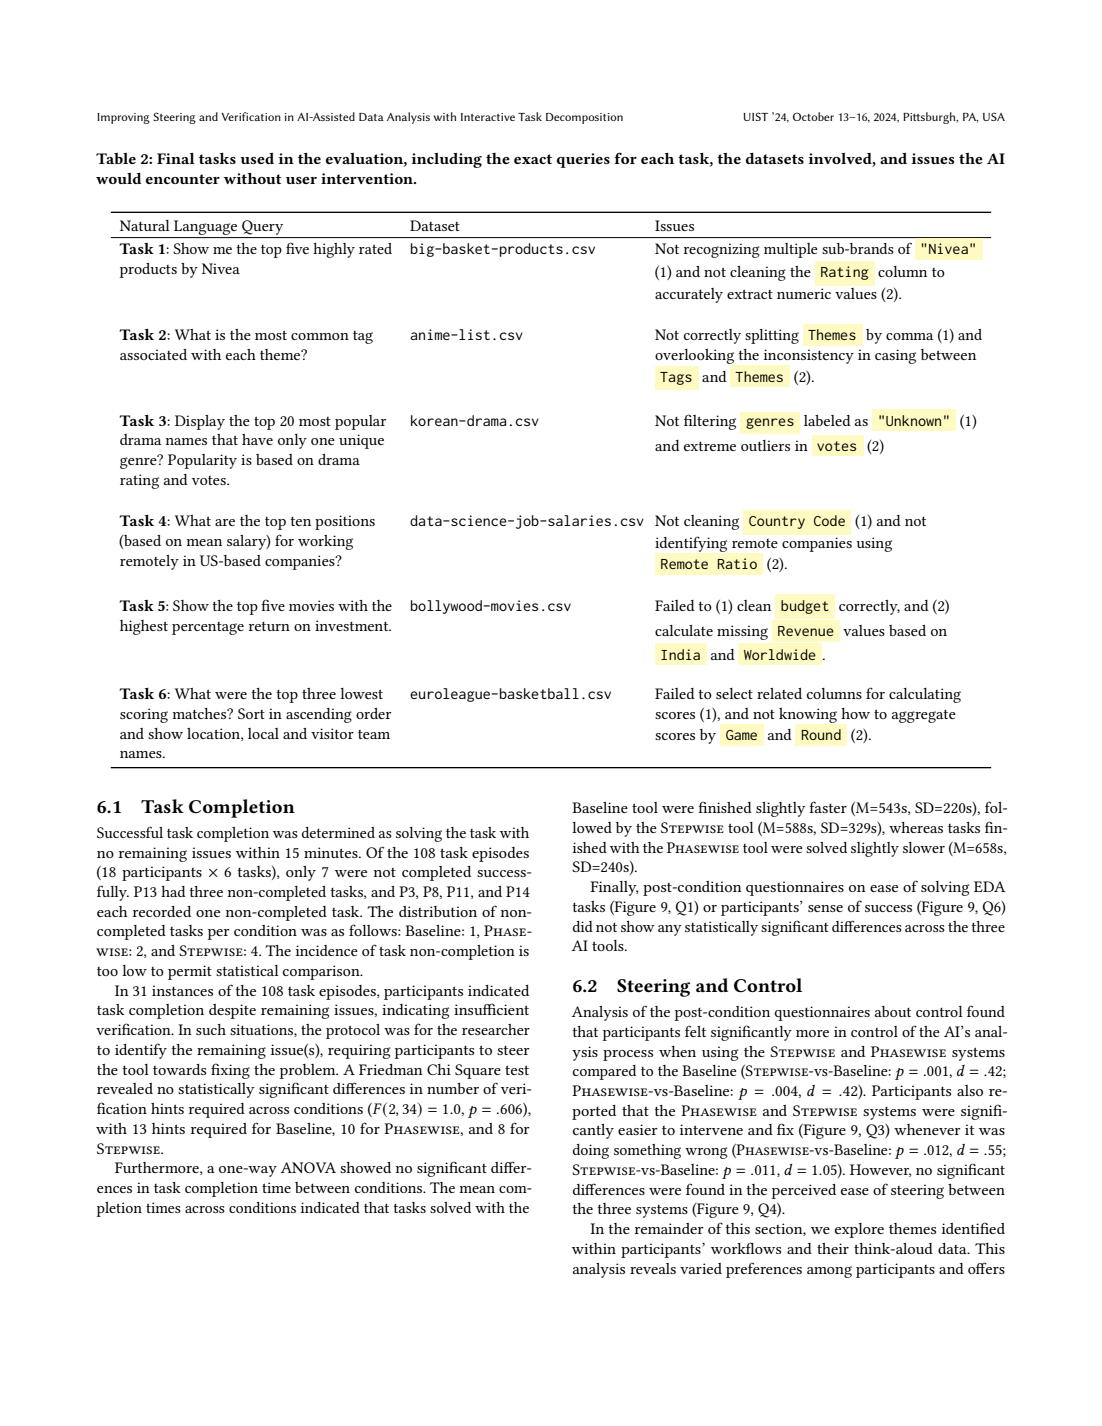 Improving Steering and Verification in AI-Assisted Data Analysis with Interactive Task Decomposition
UIST '24, October 13–16, 2024, Pittsburgh, PA, USA
Table 2: Final tasks used in the evaluation, including the exact queries for each task, the datasets involved, and issues the AI
would encounter without user intervention.
Natural Language Query
Dataset
Issues
Task 1: Show me the top five highly rated
products by Nivea
big-basket-products.csv
Not recognizing multiple sub-brands of "Nivea"
(1) and not cleaning the Rating column to
accurately extract numeric values (2).
Task 2: What is the most common tag
associated with each theme?
anime-list.csv
Not correctly splitting Themes by comma (1) and
overlooking the inconsistency in casing between
Tags and Themes (2).
Task 3: Display the top 20 most popular
drama names that have only one unique
genre? Popularity is based on drama
rating and votes.
korean-drama.csv
Not filtering genres labeled as "Unknown" (1)
and extreme outliers in votes (2)
Task 4: What are the top ten positions
(based on mean salary) for working
remotely in US-based companies?
data-science-job-salaries.csv
Not cleaning Country Code (1) and not
identifying remote companies using
Remote Ratio (2).
Task 5: Show the top five movies with the
highest percentage return on investment.
bollywood-movies.csv
Failed to (1) clean budget correctly, and (2)
calculate missing Revenue values based on
India and Worldwide .
Task 6: What were the top three lowest
scoring matches? Sort in ascending order
and show location, local and visitor team
names.
euroleague-basketball.csv
Failed to select related columns for calculating
scores (1), and not knowing how to aggregate
scores by Game and Round (2).
6.1 Task Completion
Successful task completion was determined as solving the task with
no remaining issues within 15 minutes. Of the 108 task episodes
(18 participants × 6 tasks), only 7 were not completed success-
fully. P13 had three non-completed tasks, and P3, P8, P11, and P14
each recorded one non-completed task. The distribution of non-
completed tasks per condition was as follows: Baseline: 1, Phase-
wise: 2, and Stepwise: 4. The incidence of task non-completion is
too low to permit statistical comparison.
In 31 instances of the 108 task episodes, participants indicated
task completion despite remaining issues, indicating insufficient
verification. In such situations, the protocol was for the researcher
to identify the remaining issue(s), requiring participants to steer
the tool towards fixing the problem. A Friedman Chi Square test
revealed no statistically significant differences in number of veri-
fication hints required across conditions (F(2, 34) = 1.0, p = .606),
with 13 hints required for Baseline, 10 for Phasewise, and 8 for
Stepwise.
Furthermore, a one-way ANOVA showed no significant differ-
ences in task completion time between conditions. The mean com-
pletion times across conditions indicated that tasks solved with the
Baseline tool were finished slightly faster (M=543s, SD=220s), fol-
lowed by the Stepwise tool (M=588s, SD=329s), whereas tasks fin-
ished with the Phasewise tool were solved slightly slower (M=658s,
SD=240s).
Finally, post-condition questionnaires on ease of solving EDA
tasks (Figure 9, Q1) or participants' sense of success (Figure 9, Q6)
did not show any statistically significant differences across the three
AI tools.
6.2 Steering and Control
Analysis of the post-condition questionnaires about control found
that participants felt significantly more in control of the AI's anal-
ysis process when using the Stepwise and Phasewise systems
compared to the Baseline (Stepwise-vs-Baseline: p = .001, d = .42;
Phasewise-vs-Baseline: p = .004, d = .42). Participants also re-
ported that the Phasewise and Stepwise systems were signifi-
cantly easier to intervene and fix (Figure 9, Q3) whenever it was
doing something wrong (Phasewise-vs-Baseline: p = .012, d = .55;
Stepwise-vs-Baseline: p = .011, d = 1.05). However, no significant
differences were found in the perceived ease of steering between
the three systems (Figure 9, Q4).
In the remainder of this section, we explore themes identified
within participants' workflows and their think-aloud data. This
analysis reveals varied preferences among participants and offers